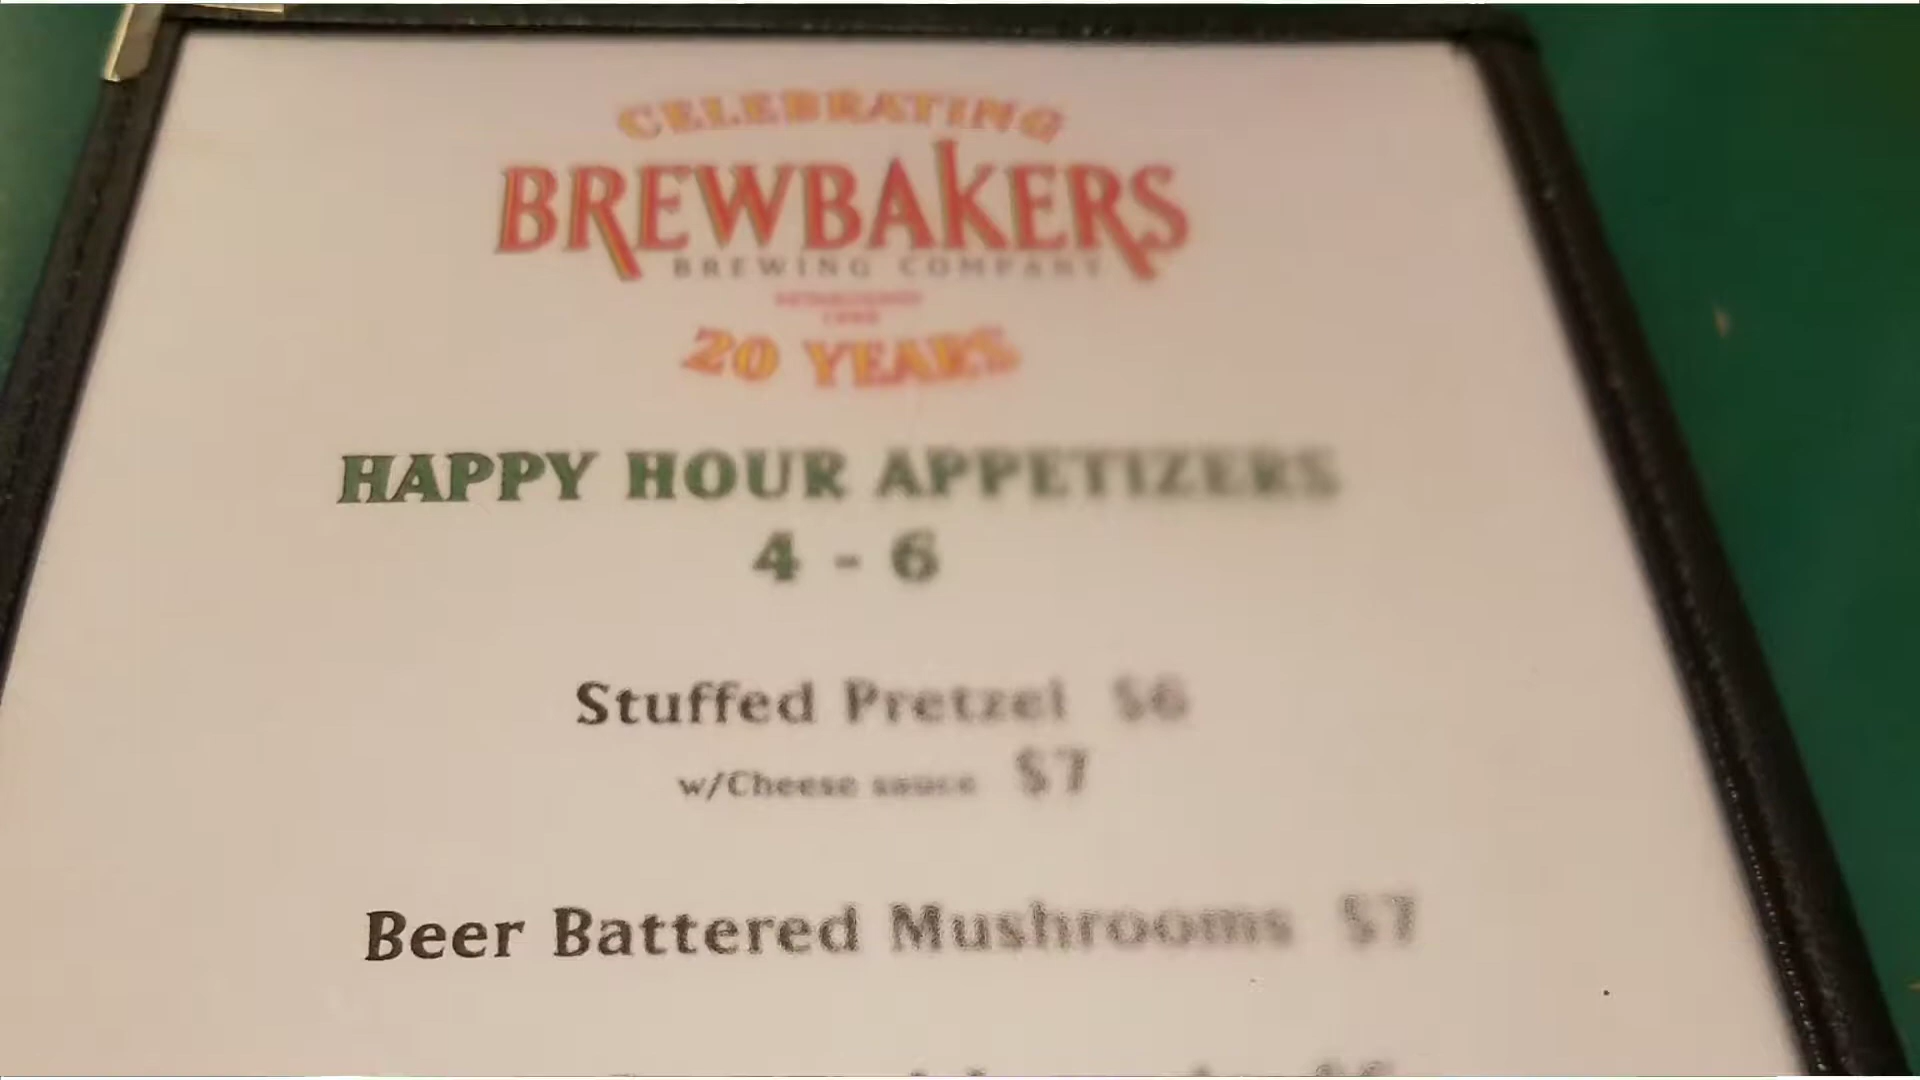 CELEBRATING
BREWBAKERS
BREWING COMPANY
20 YEARS
HAPPY HOUR APPETIZERS
4 - 6
Stuffed Pretzel $6
w/Cheese sauce $7
Beer Battered Mushrooms $7